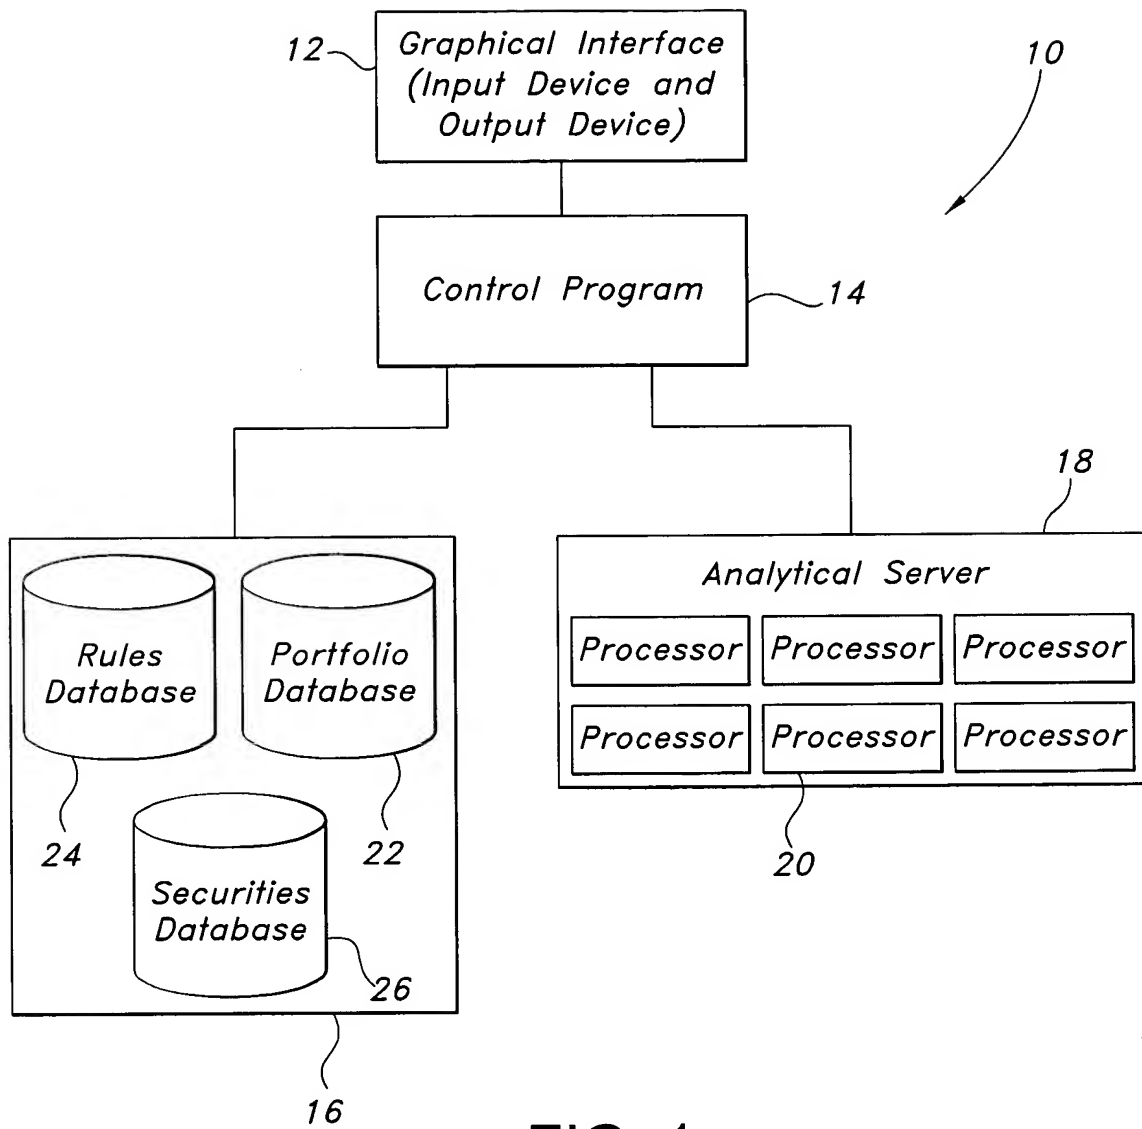 12
Graphical Interface
(Input Device and
Output Device)
10
Control Program
14
18
Analytical Server
Rules
Database
Portfolio
Database
Processor Processor Processor
Processor Processor Processor
24
22
20
Securities
Database
26
16